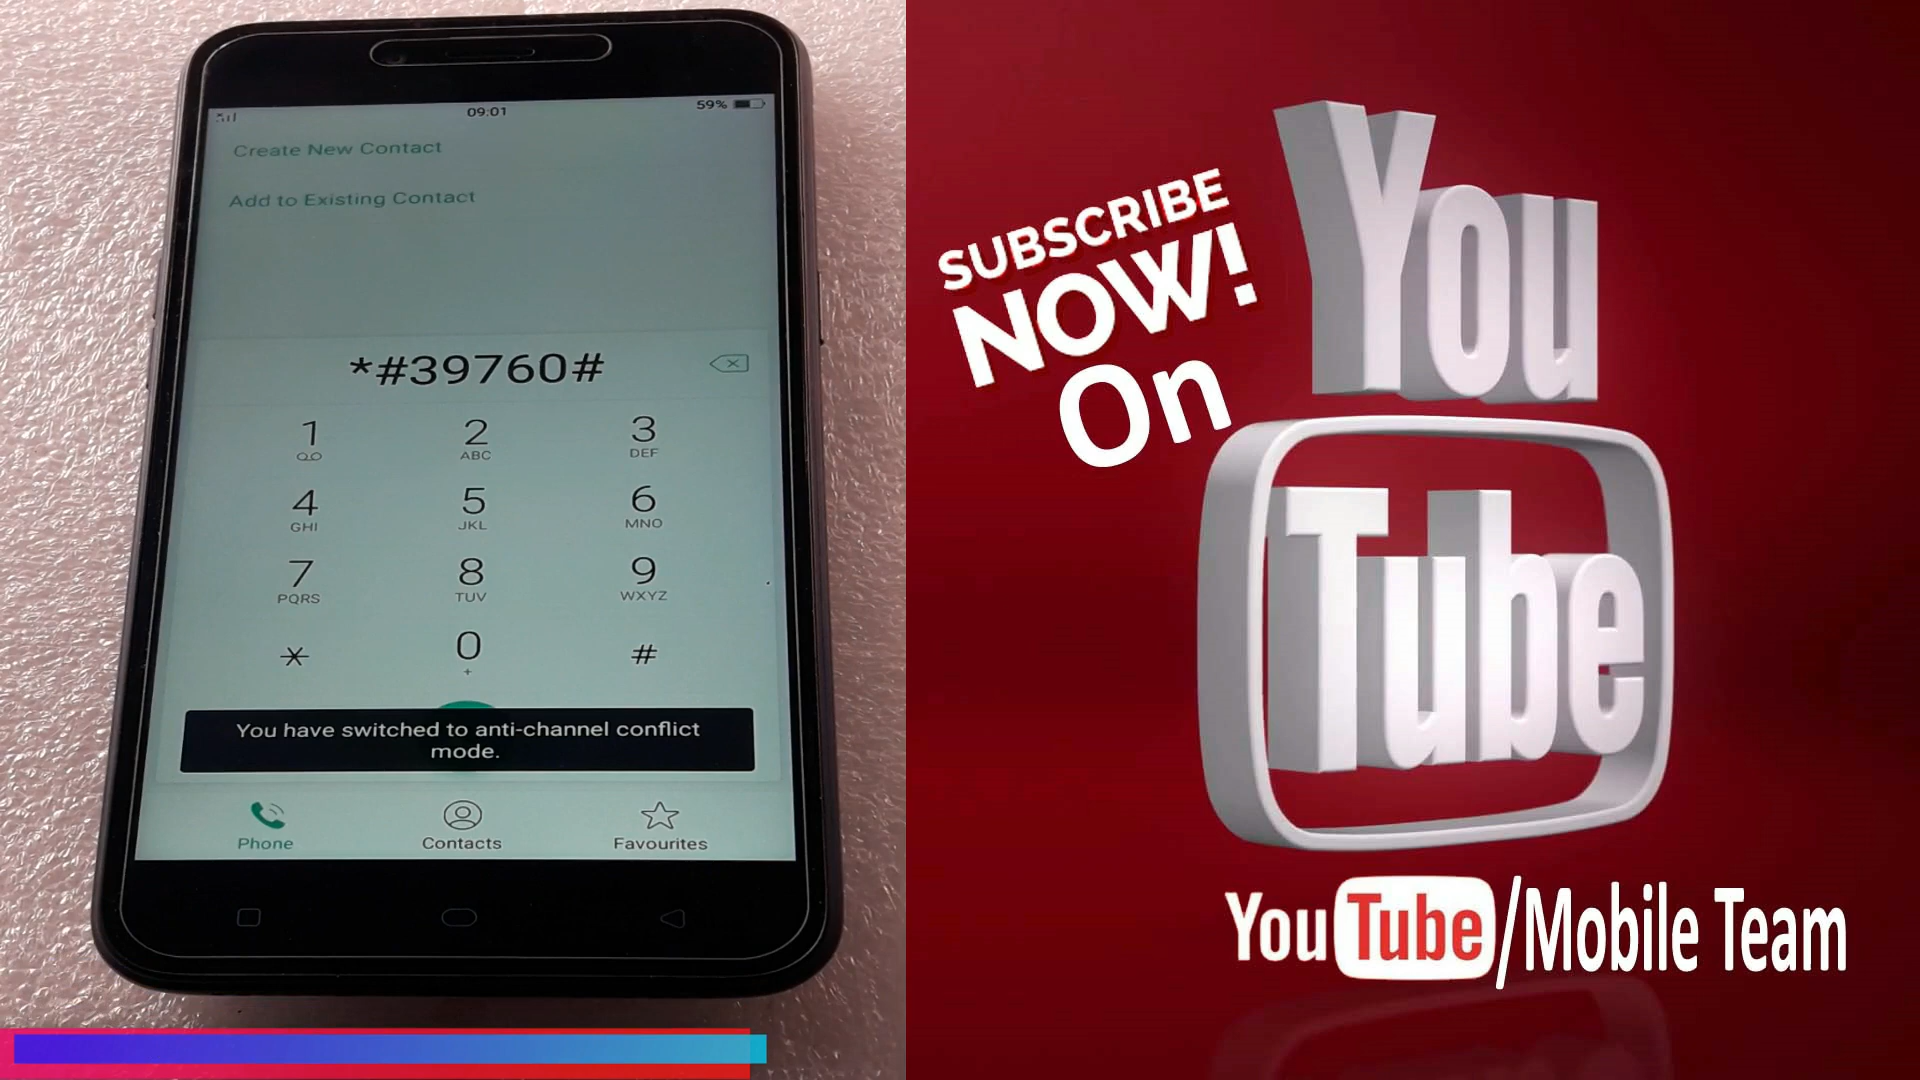 09:01
59%
Create New Contact
Add to Existing Contact
*#39760#
1
2
ABC
3
DEF
4
GHI
5
JKL
6
MNO
7
PQRS
8
TUV
9
WXYZ
*
0
+
#
You have switched to anti-channel conflict
mode.
Phone
Contacts
Favourites
SUBSCRIBE
NOW!
On
You
Tube
YouTube/Mobile Team